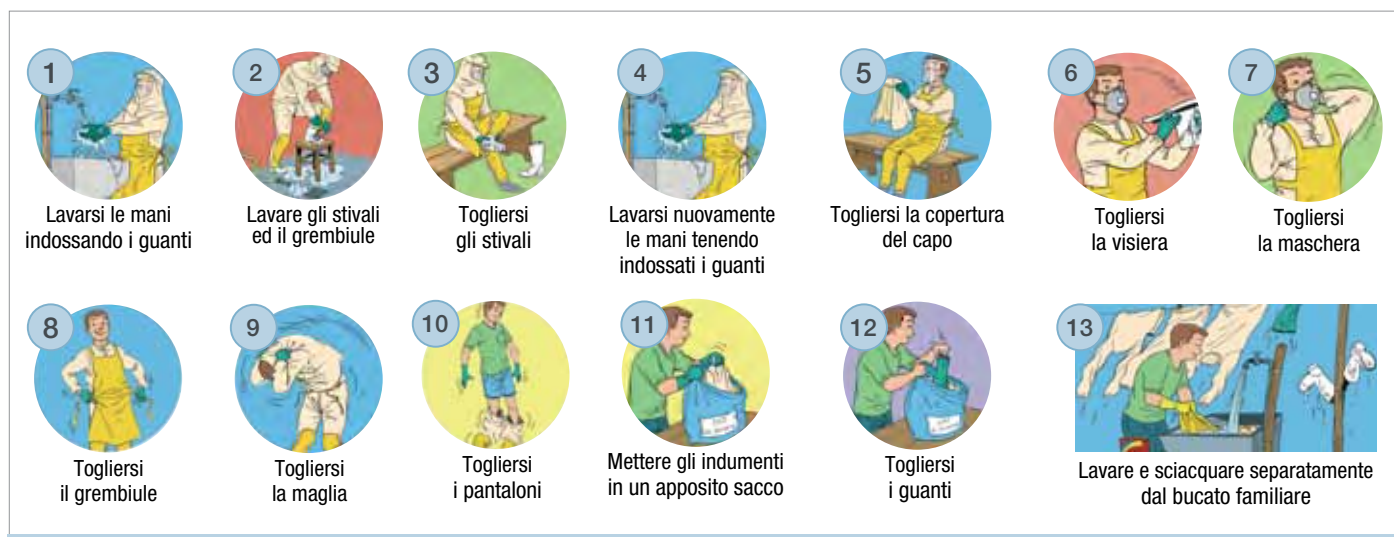 1
Lavarsi le mani
indossando i guanti
2
Lavare gli stivali
ed il grembiule
3
Togliersi
gli stivali
4
Lavarsi nuovamente
le mani tenendo
indossati i guanti
5
Togliersi la copertura
del capo
6
Togliersi
la visiera
7
Togliersi
la maschera
8
Togliersi
il grembiule
9
Togliersi
la maglia
10
Togliersi
i pantaloni
11
Mettere gli indumenti
in un apposito sacco
12
Togliersi
i guanti
13
Lavare e sciacquare separatamente
dal bucato familiare